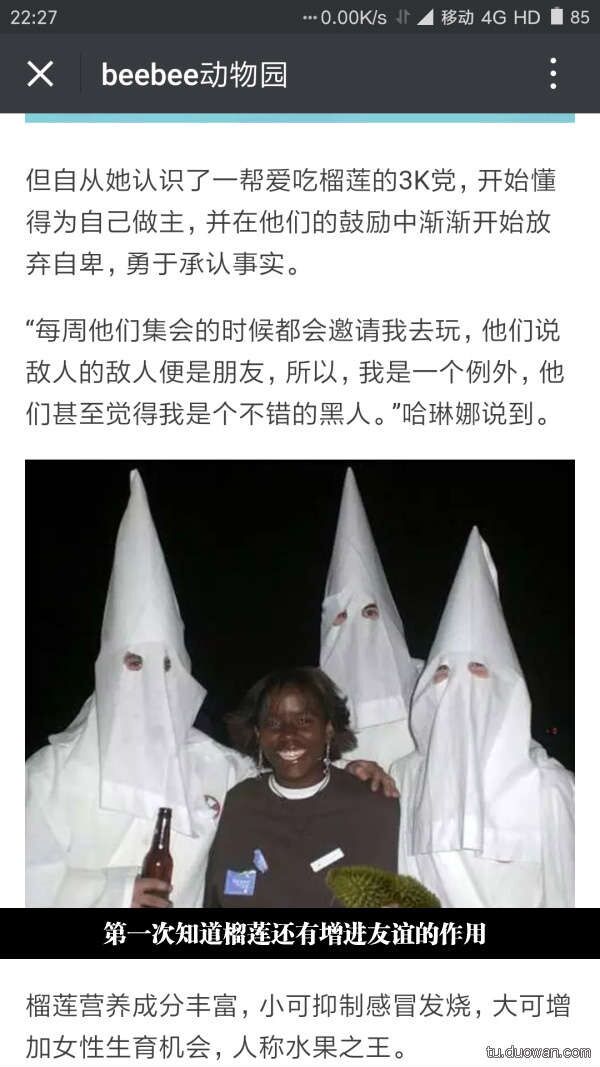 22:27
0.00K/s 移动 4G HD 85
beebee动物园
但自从她认识了一帮爱吃榴莲的3K党，开始懂
得为自己做主，并在他们的鼓励中渐渐开始放
弃自卑，勇于承认事实。
“每周他们集会的时候都会邀请我去玩，他们说
敌人的敌人便是朋友，所以，我是一个例外，他
们甚至觉得我是个不错的黑人。”哈琳娜说到。
第一次知道榴莲还有增进友谊的作用
榴莲营养成分丰富，小可抑制感冒发烧，大可增
加女性生育机会，人称水果之王。
tu.duowan.com